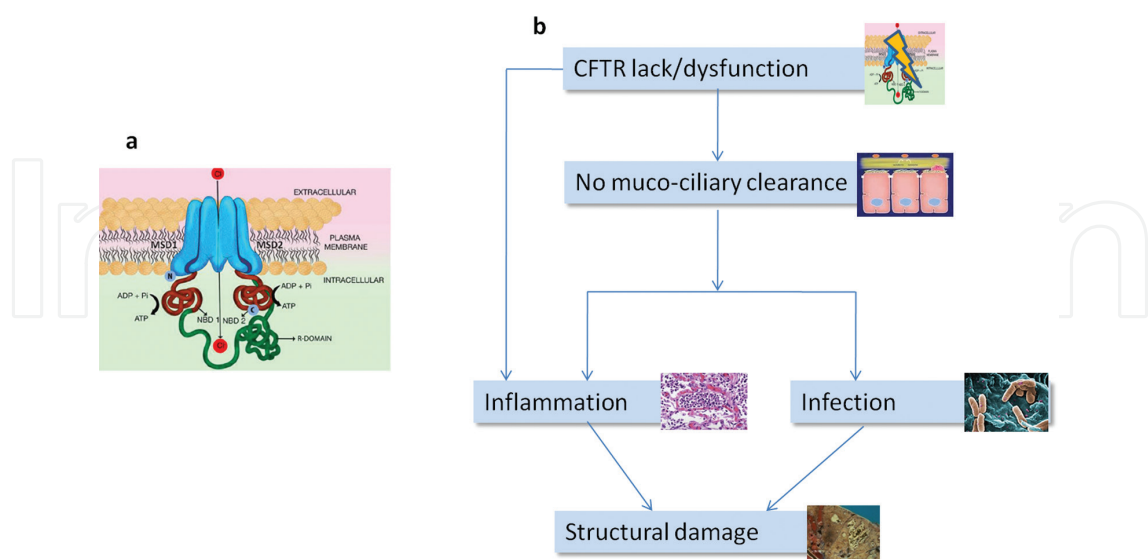 a
Cl
EXTRACELLULAR
MSD1
MSD2
PLASMA
MEMBRANE
INTRACELLULAR
N
ADP + Pi
ATP
ADP + Pi
ATP
NBD 1
NBD 2
C
R-DOMAIN
Cl
b
CFTR lack/dysfunction
No muco-ciliary clearance
Inflammation
Infection
Structural damage